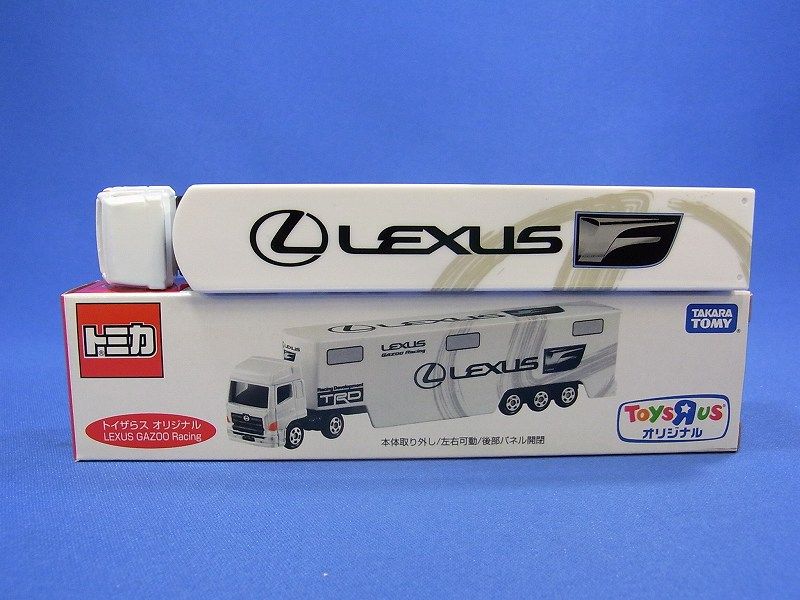 LEXUS
トミカ
トイザらス オリジナル
LEXUS GAZOO Racing
LEXUS
LEXUS
GAZOO Racing
LEXUS
Racing Development
TRD
本体取り外し/左右可動/後部パネル開閉
TAKARA
TOMY
ToysЯUs
オリジナル